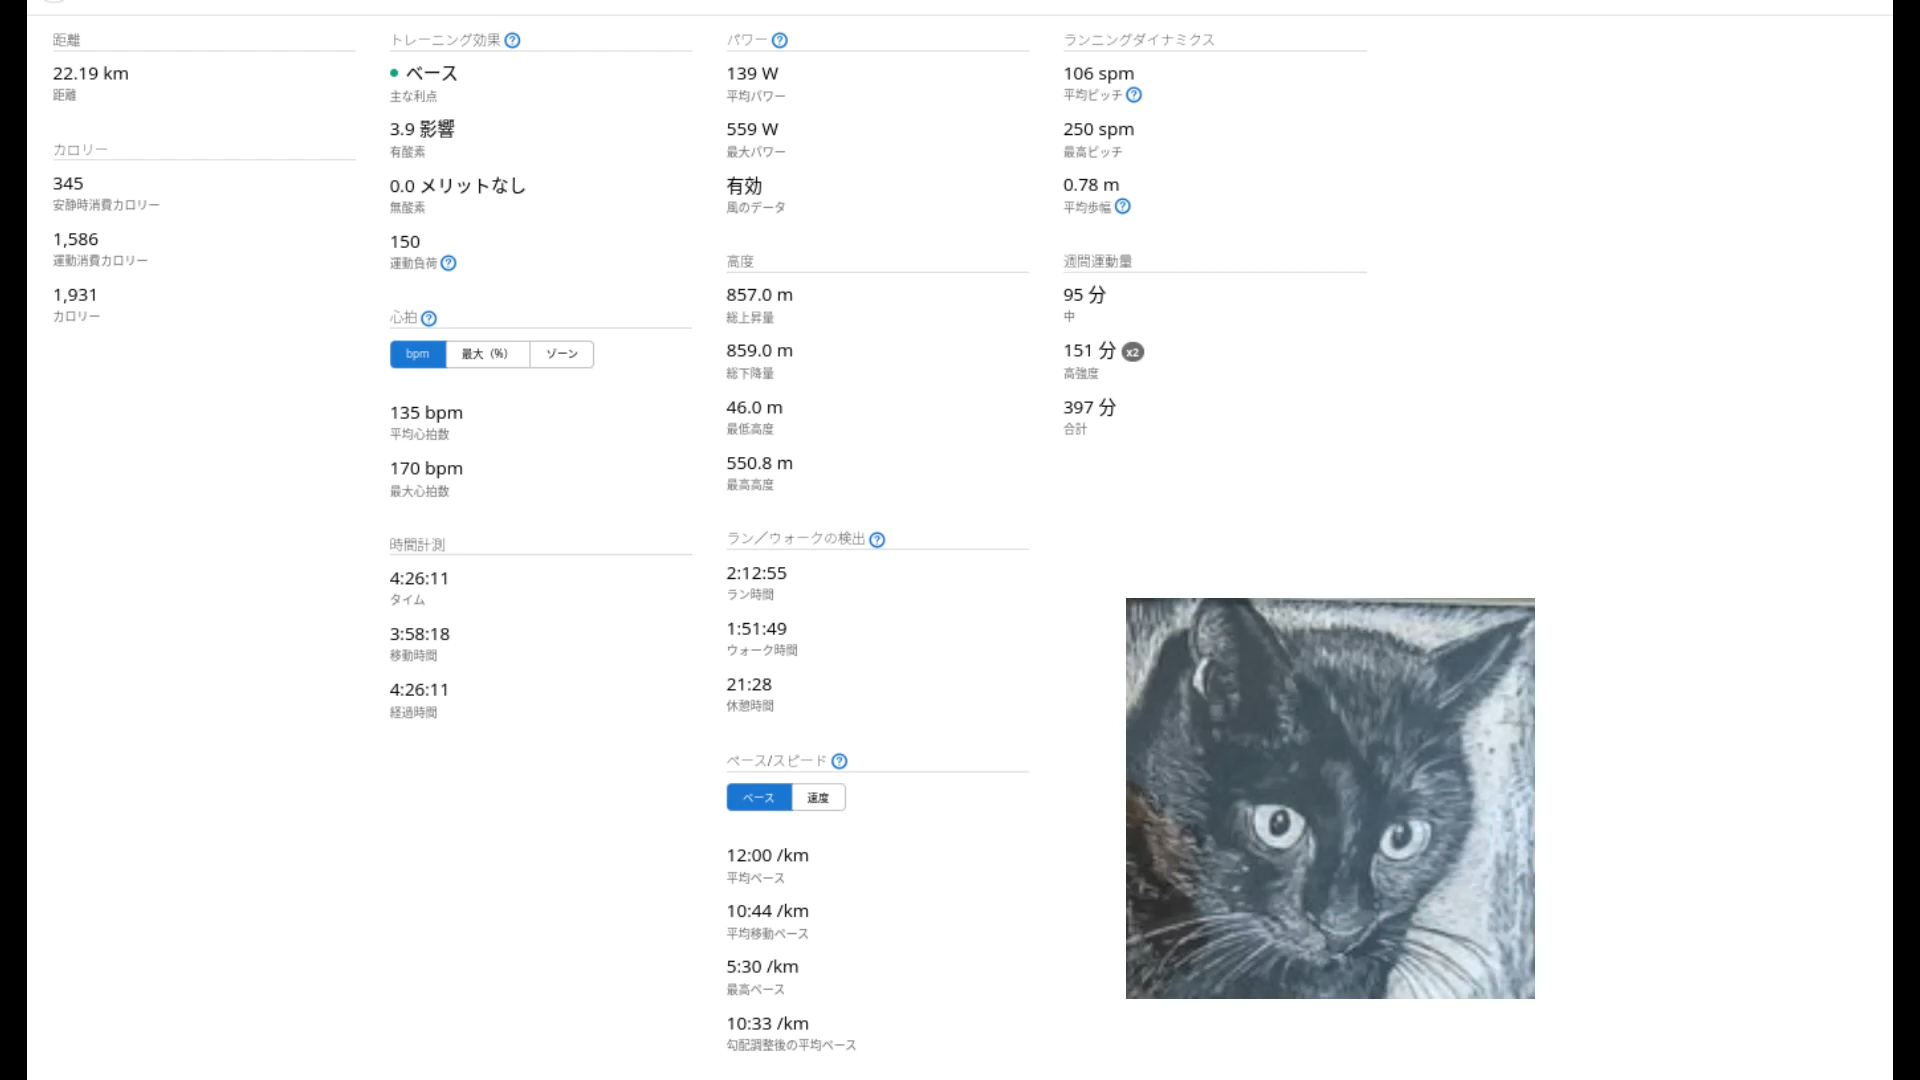 距離
22.19 km
距離
カロリー
345
安静時消費カロリー
1,586
運動消費カロリー
1,931
カロリー
トレーニング効果 ?
ベース
主な利点
3.9 影響
有酸素
0.0 メリットなし
無酸素
150
運動負荷 ?
心拍 ?
bpm 最大（%） ゾーン
135 bpm
平均心拍数
170 bpm
最大心拍数
時間計測
4:26:11
タイム
3:58:18
移動時間
4:26:11
経過時間
パワー ?
139 W
平均パワー
559 W
最大パワー
有効
風のデータ
高度
857.0 m
総上昇量
859.0 m
総下降量
46.0 m
最低高度
550.8 m
最高高度
ラン／ウォークの検出 ?
2:12:55
ラン時間
1:51:49
ウォーク時間
21:28
休憩時間
ペース/スピード ?
ペース 速度
12:00 /km
平均ペース
10:44 /km
平均移動ペース
5:30 /km
最高ペース
10:33 /km
勾配調整後の平均ペース
ランニングダイナミクス
106 spm
平均ピッチ ?
250 spm
最高ピッチ
0.78 m
平均歩幅 ?
週間運動量
95 分
中
151 分 x2
高強度
397 分
合計